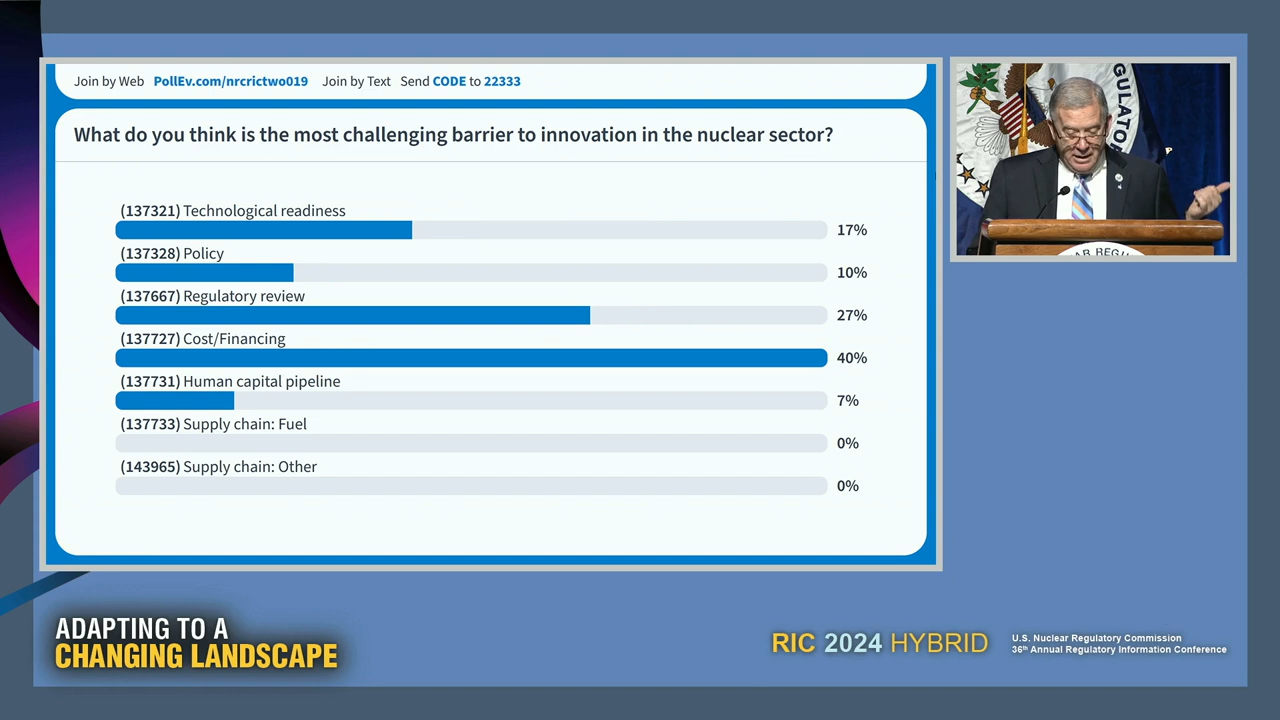 Join by Web PollEv.com/nrcrictwo019 Join by Text Send CODE to 22333
What do you think is the most challenging barrier to innovation in the nuclear sector?
(137321) Technological readiness
17%
(137328) Policy
10%
(137667) Regulatory review
27%
(137727) Cost/Financing
40%
(137731) Human capital pipeline
7%
(137733) Supply chain: Fuel
0%
(143965) Supply chain: Other
0%
GULATOR
AR REGU
ADAPTING TO A
CHANGING LANDSCAPE
RIC 2024 HYBRID
U.S. Nuclear Regulatory Commission
36th Annual Regulatory Information Conference